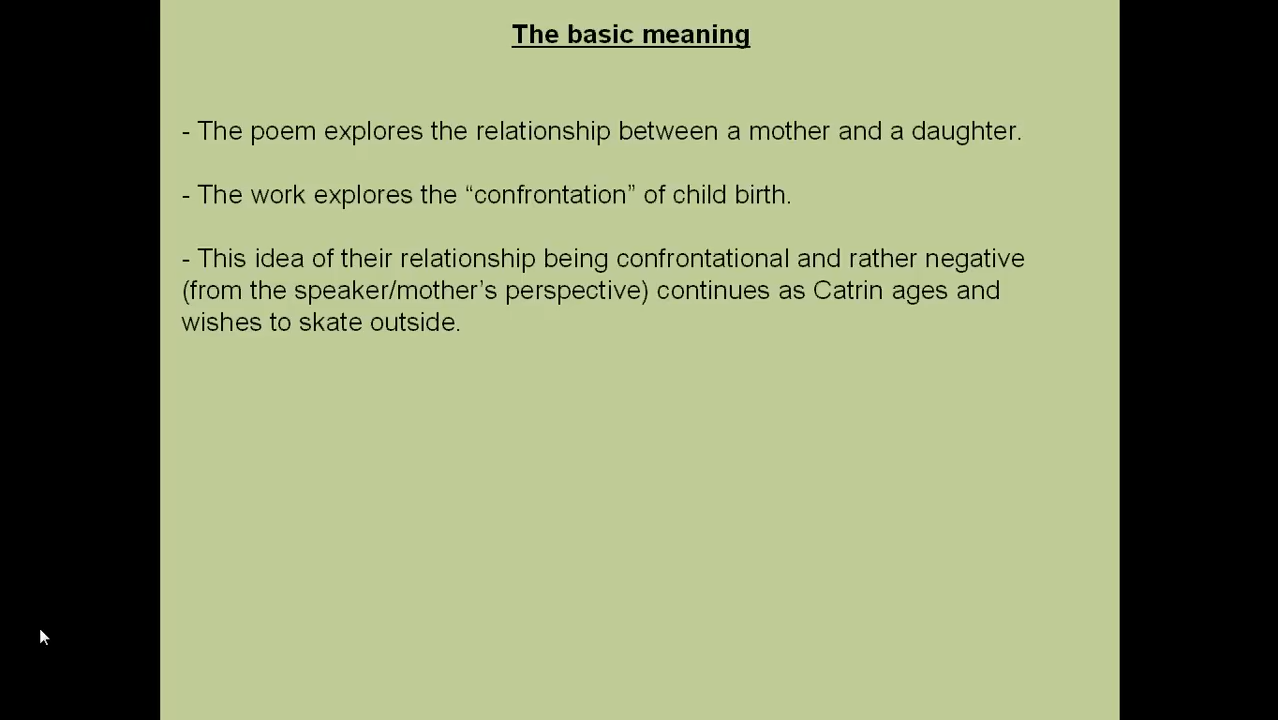 The basic meaning
- The poem explores the relationship between a mother and a daughter.
- The work explores the “confrontation” of child birth.
- This idea of their relationship being confrontational and rather negative
(from the speaker/mother’s perspective) continues as Catrin ages and
wishes to skate outside.